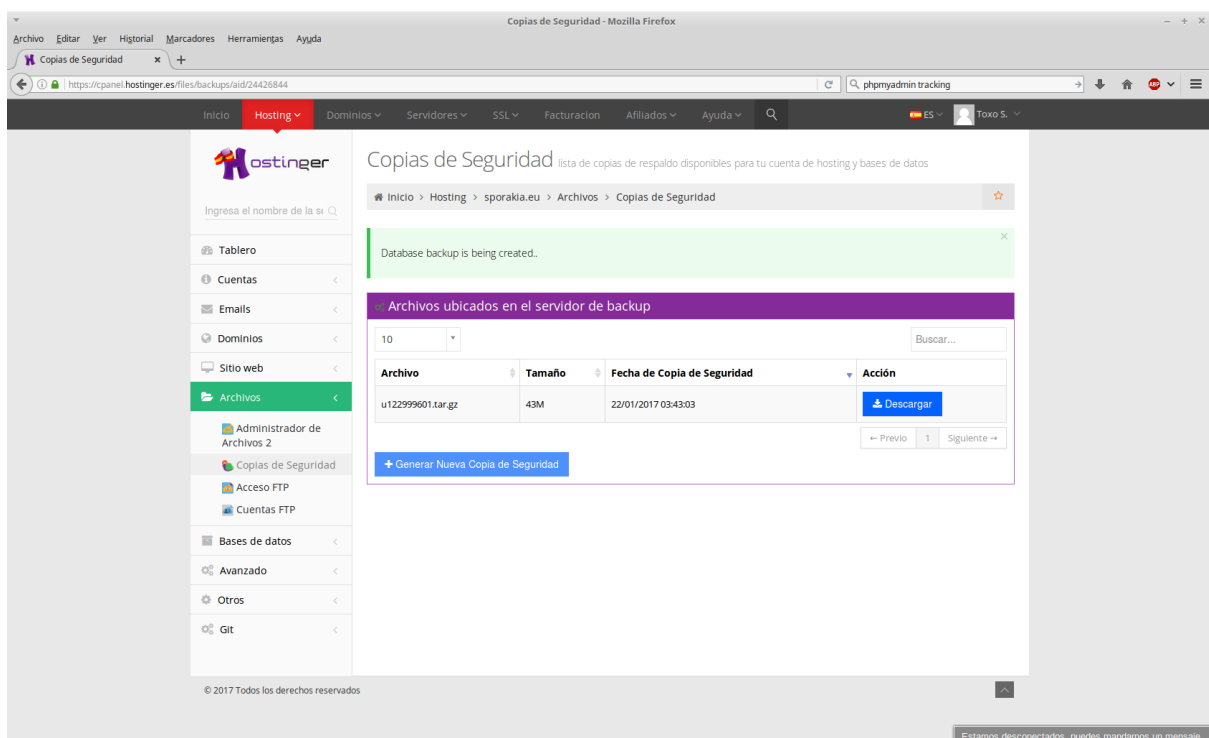 Copias de Seguridad - Mozilla Firefox
Archivo Editar Ver Historial Marcadores Herramientas Ayuda
Copias de Seguridad × +
https://cpanel.hostinger.es/files/backups/aid/24426844 phpmyadmin tracking ABP
Inicio Hosting Dominios Servidores SSL Facturacion Afiliados Ayuda ES Toxo S.
Hostinger
Copias de Seguridad lista de copias de respaldo disponibles para tu cuenta de hosting y bases de datos
Inicio > Hosting > sporakia.eu > Archivos > Copias de Seguridad
Ingresa el nombre de la se
Database backup is being created..
×
Tablero
Cuentas
Emails
Dominios
Sitio web
Archivos
Administrador de
Archivos 2
Copias de Seguridad
Acceso FTP
Cuentas FTP
Bases de datos
Avanzado
Otros
Git
Archivos ubicados en el servidor de backup
10 Buscar...
Archivo Tamaño Fecha de Copia de Seguridad Acción
u122999601.tar.gz 43M 22/01/2017 03:43:03 Descargar
← Previo 1 Siguiente →
+ Generar Nueva Copia de Seguridad
© 2017 Todos los derechos reservados
Estamos desconectados, puedes mandarnos un mensaje